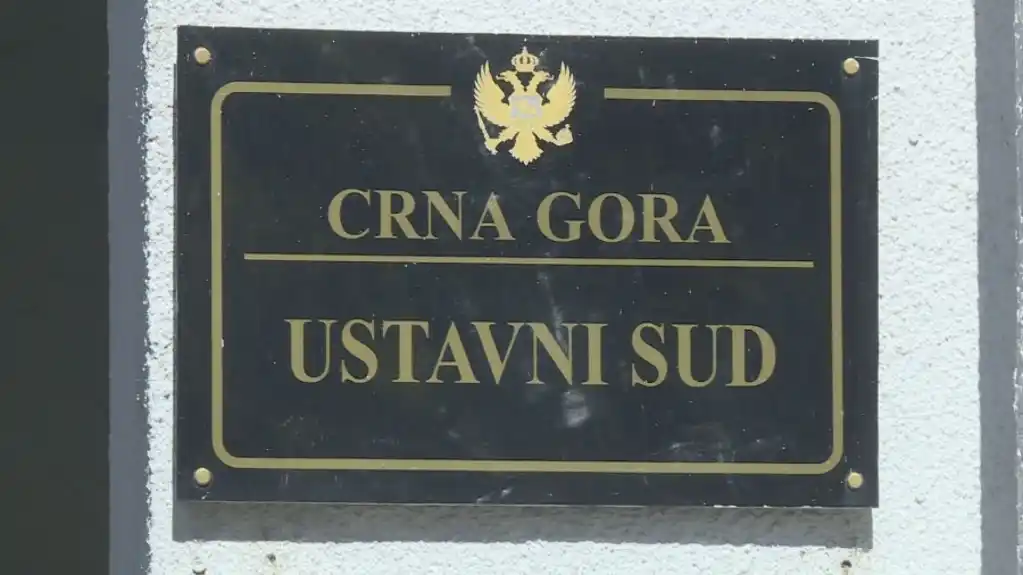 CRNA GORA
USTAVNI SUD